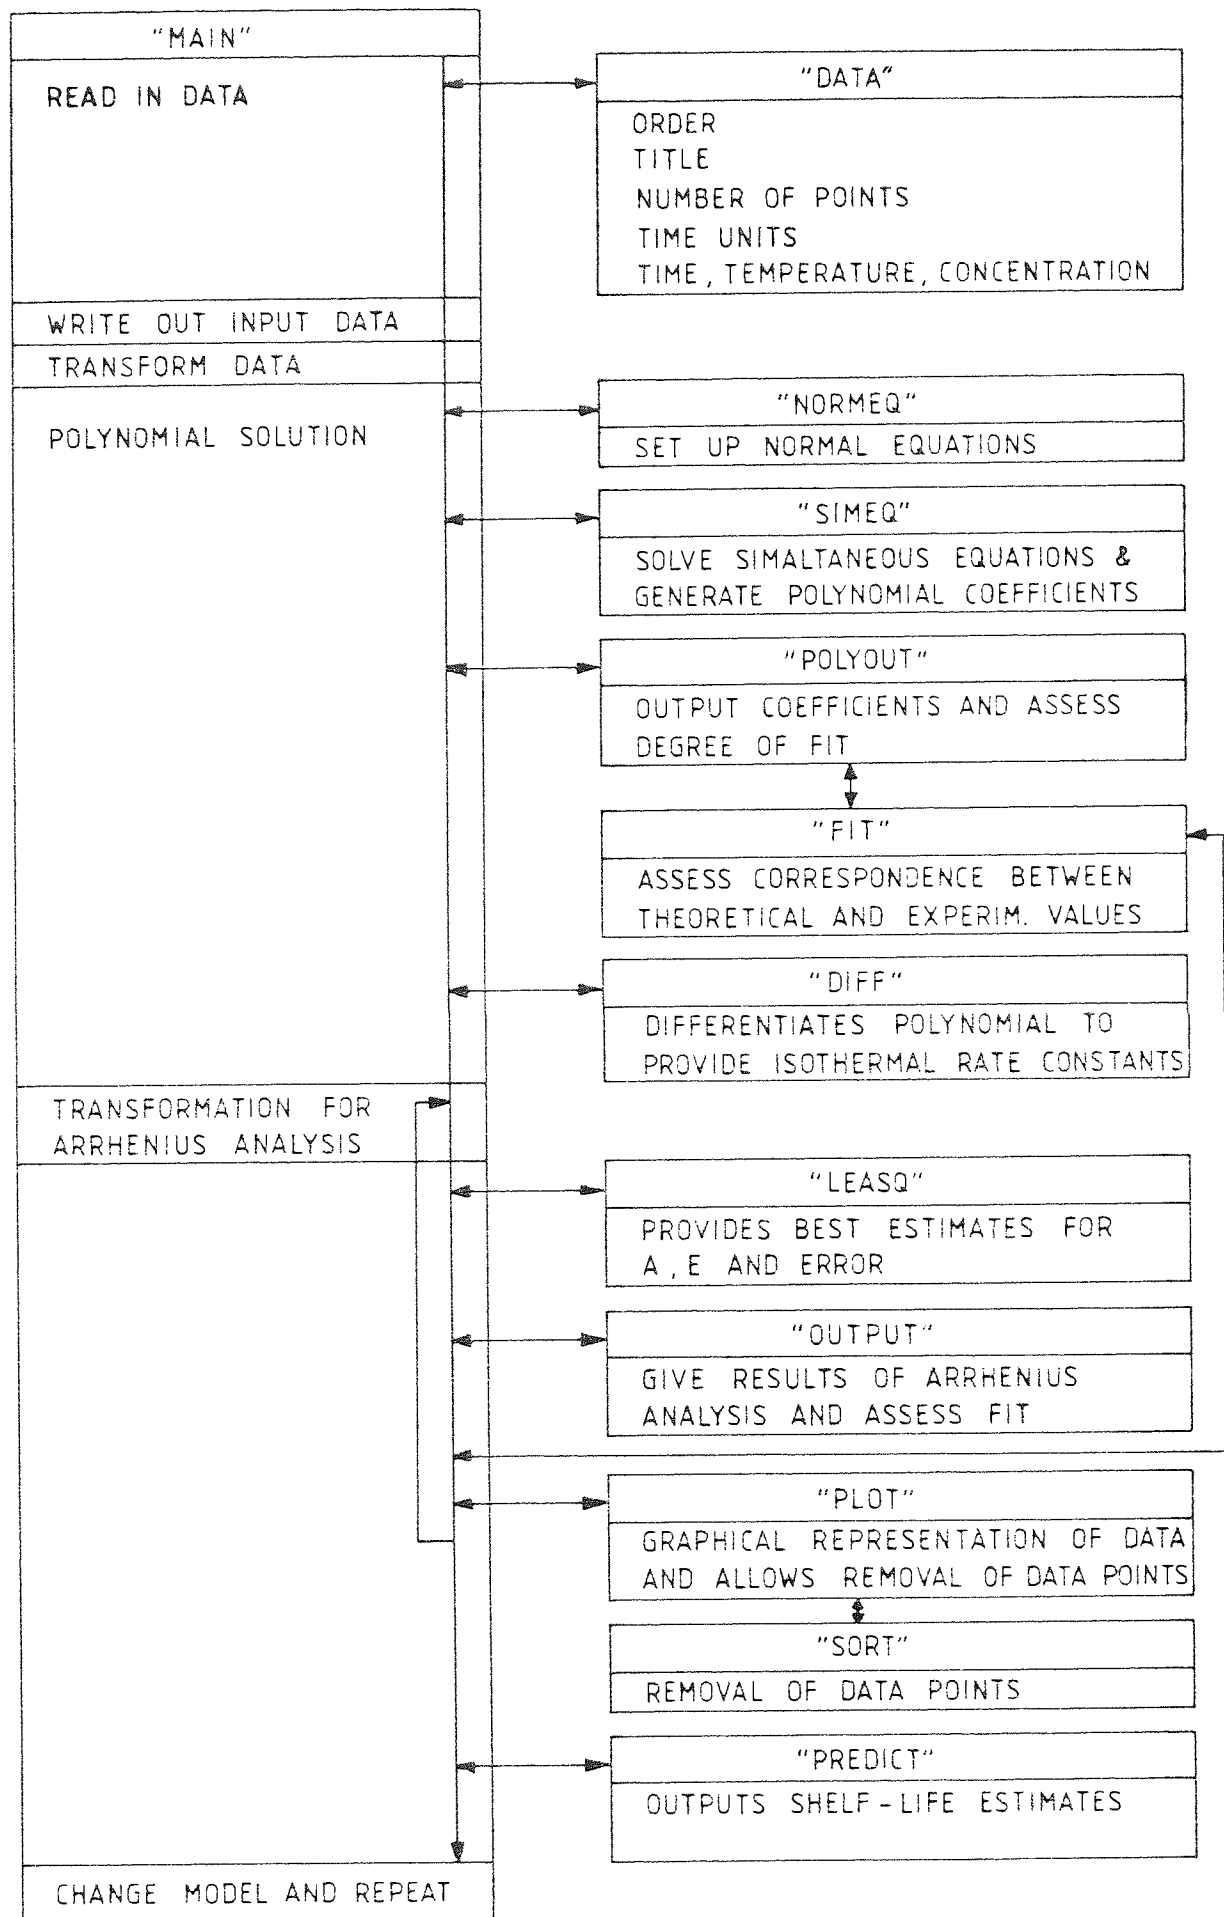 "MAIN"
READ IN DATA
"DATA"
ORDER
TITLE
NUMBER OF POINTS
TIME UNITS
TIME, TEMPERATURE, CONCENTRATION
WRITE OUT INPUT DATA
TRANSFORM DATA
POLYNOMIAL SOLUTION
"NORMEQ"
SET UP NORMAL EQUATIONS
"SIMEQ"
SOLVE SIMALTANEOUS EQUATIONS &
GENERATE POLYNOMIAL COEFFICIENTS
"POLYOUT"
OUTPUT COEFFICIENTS AND ASSESS
DEGREE OF FIT
"FIT"
ASSESS CORRESPONDENCE BETWEEN
THEORETICAL AND EXPERIM. VALUES
"DIFF"
DIFFERENTIATES POLYNOMIAL TO
PROVIDE ISOTHERMAL RATE CONSTANTS
TRANSFORMATION FOR
ARRHENIUS ANALYSIS
"LEASQ"
PROVIDES BEST ESTIMATES FOR
A, E AND ERROR
"OUTPUT"
GIVE RESULTS OF ARRHENIUS
ANALYSIS AND ASSESS FIT
"PLOT"
GRAPHICAL REPRESENTATION OF DATA
AND ALLOWS REMOVAL OF DATA POINTS
"SORT"
REMOVAL OF DATA POINTS
"PREDICT"
OUTPUTS SHELF-LIFE ESTIMATES
CHANGE MODEL AND REPEAT